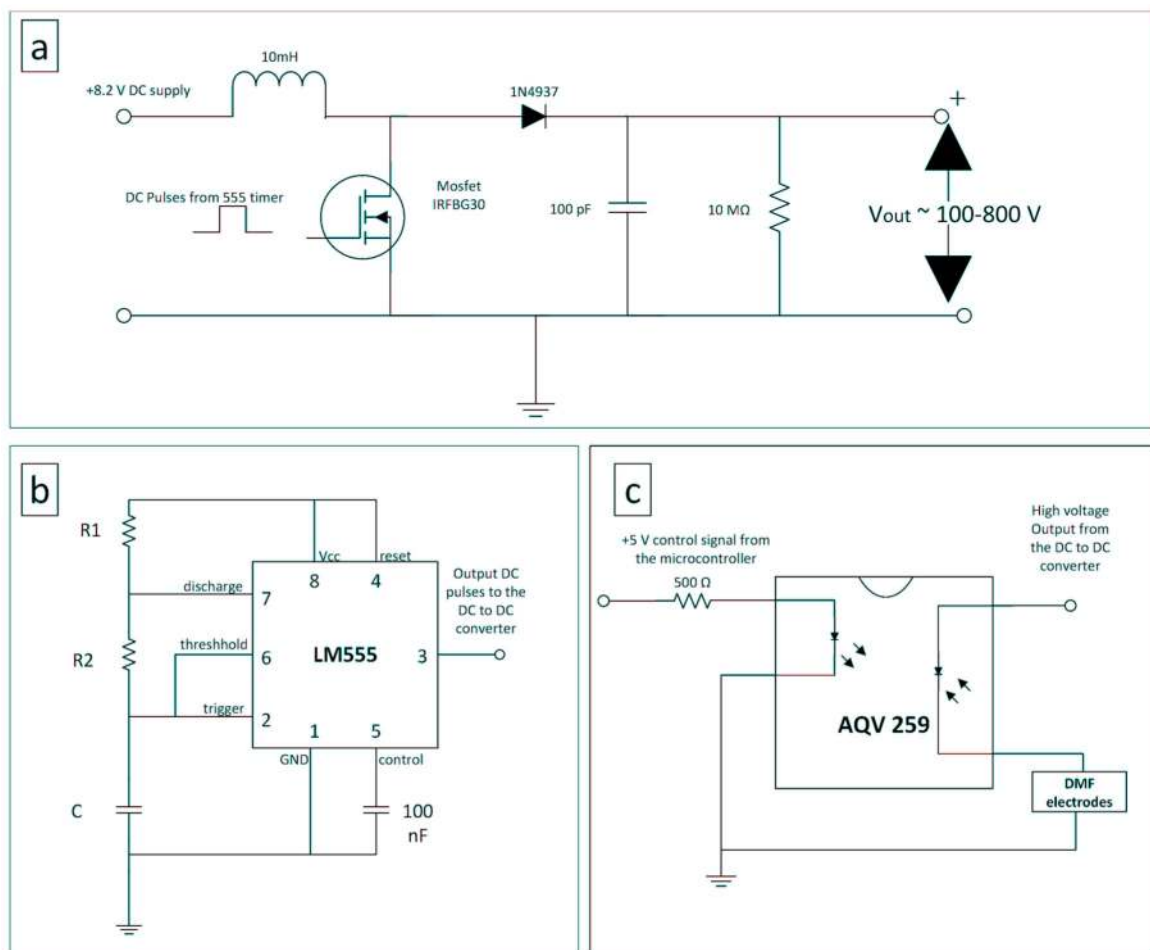 a
10mH
+8.2 V DC supply
1N4937
+
DC Pulses from 555 timer
Mosfet
IRFBG30
100 pF
10 MΩ
Vout ~ 100-800 V
b
R1
Vcc
reset
8
4
discharge
7
Output DC
pulses to the
DC to DC
converter
R2
threshhold
6
LM555
3
trigger
2
1
5
GND
control
C
100
nF
c
High voltage
Output from
the DC to DC
converter
+5 V control signal from
the microcontroller
500 Ω
AQV 259
DMF
electrodes